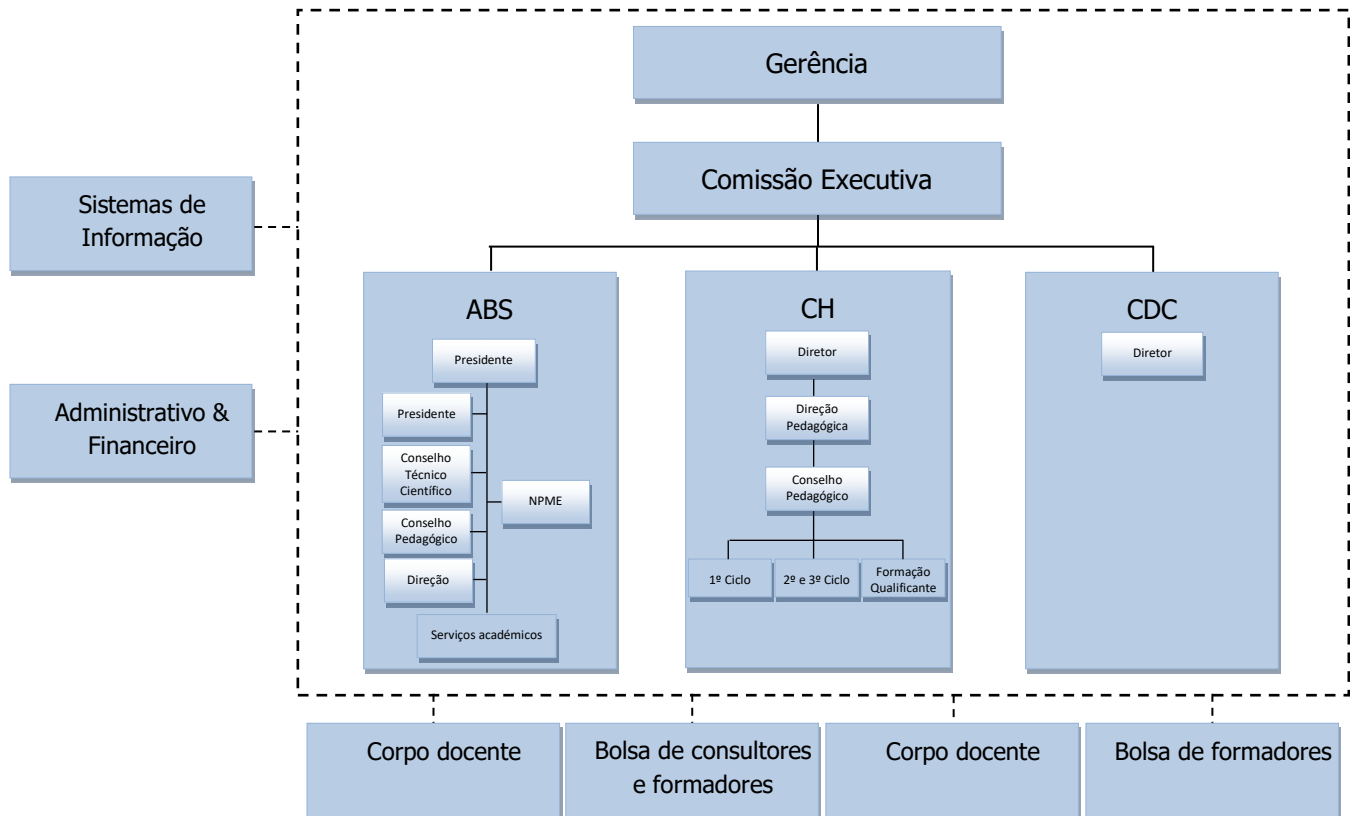 Gerência
Comissão Executiva
Sistemas de
Informação
Administrativo &
Financeiro
ABS
Presidente
Presidente
Conselho
Técnico
Científico
NPME
Conselho
Pedagógico
Direção
Serviços académicos
CH
Diretor
Direção
Pedagógica
Conselho
Pedagógico
1º Ciclo
2º e 3º Ciclo
Formação
Qualificante
CDC
Diretor
Corpo docente
Bolsa de consultores
e formadores
Corpo docente
Bolsa de formadores